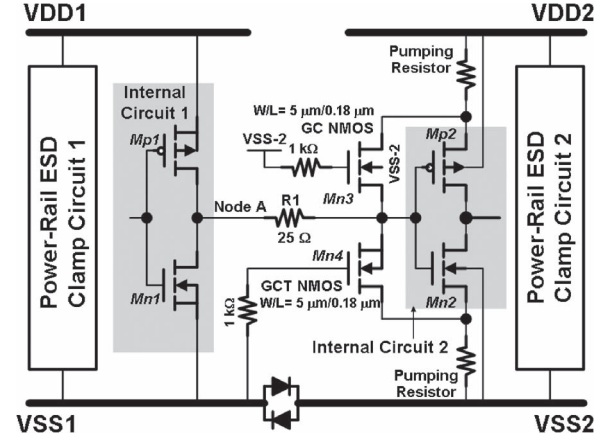 VDD1
VDD2
Pumping
Resistor
Internal
Circuit 1
W/L= 5 μm/0.18 μm
GC NMOS
VSS-2
1 kΩ
VSS-2
Mp1
Mp2
Mn3
Power-Rail ESD
Clamp Circuit 1
Power-Rail ESD
Clamp Circuit 2
Node A
R1
25 Ω
Mn4
Mn1
GCT NMOS
W/L= 5 μm/0.18 μm
Mn2
1 kΩ
Internal Circuit 2
Pumping
Resistor
VSS1
VSS2